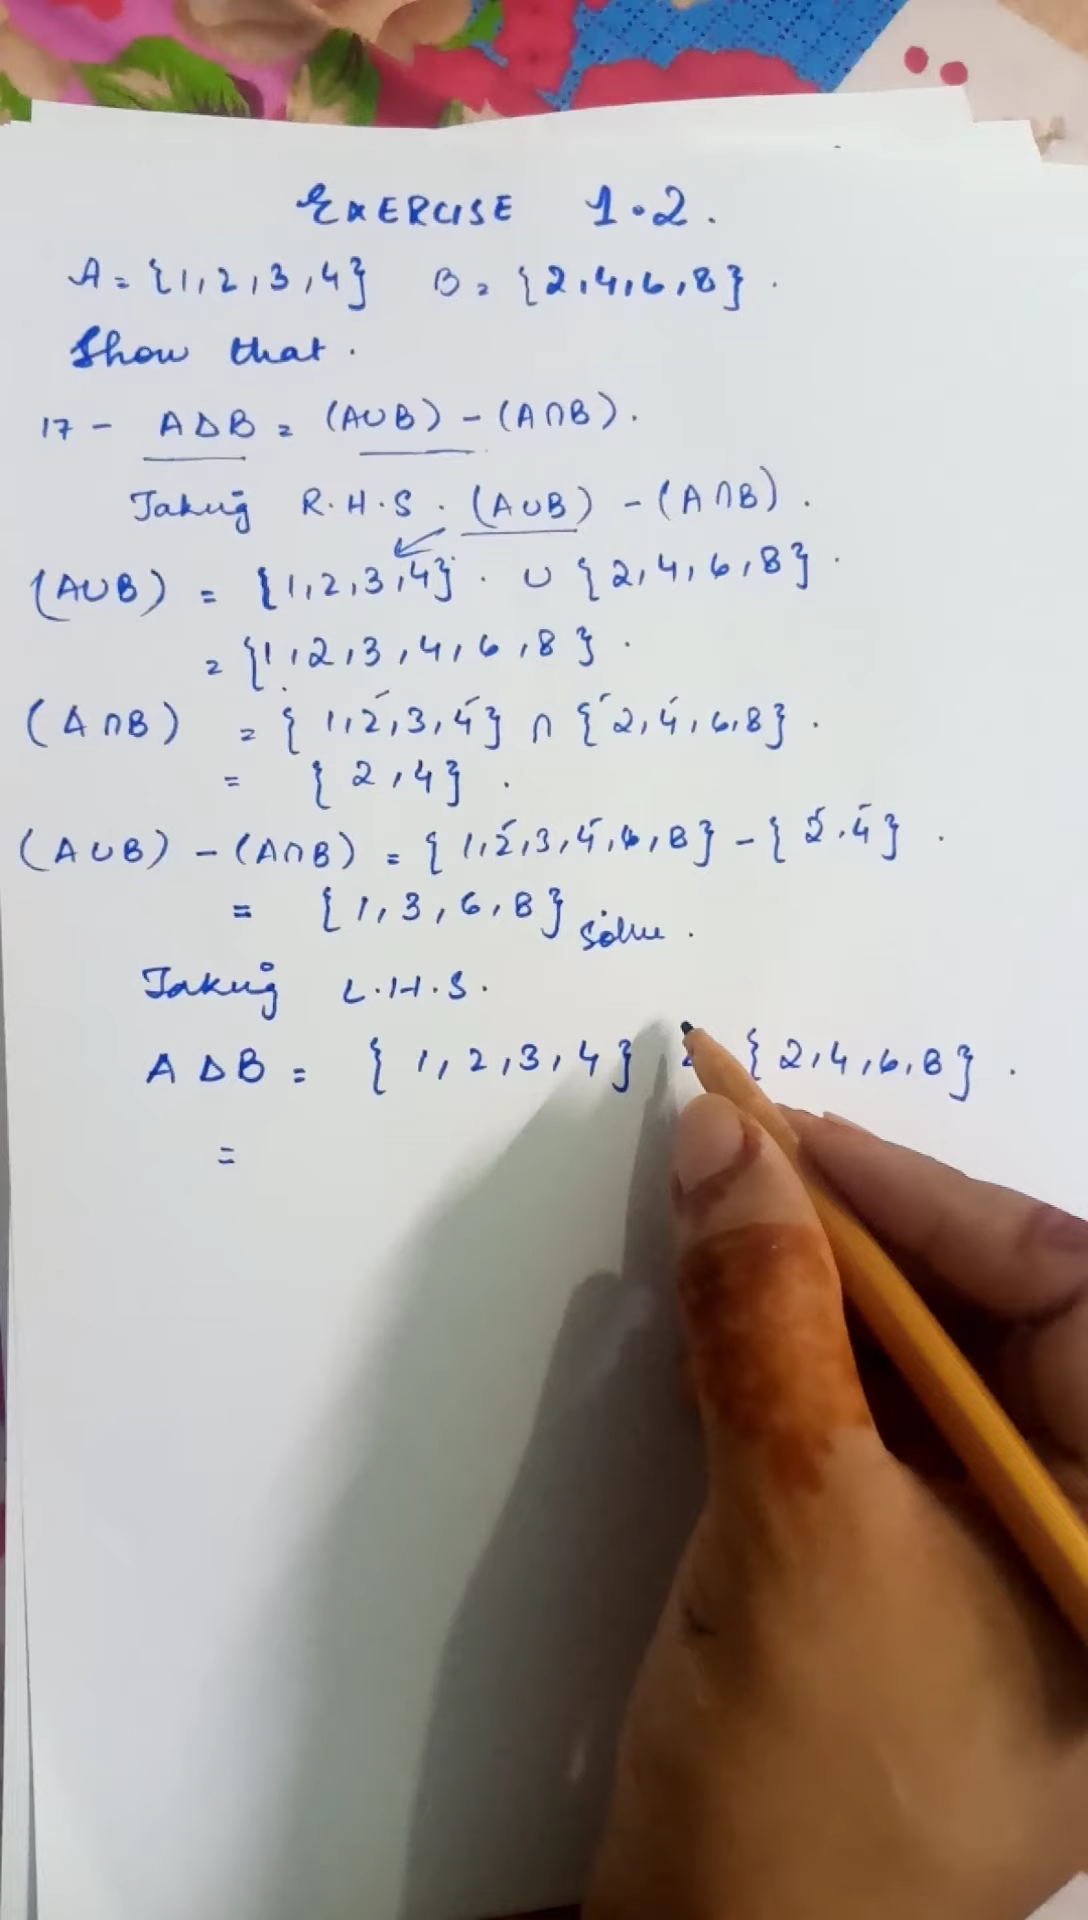 EXERCISE 1.2.
A = {1,2,3,4} B = {2,4,6,8}.
Show that.
17 - A Δ B = (A∪B) - (A∩B).
Taking R.H.S. (A∪B) - (A∩B).
(A∪B) = {1,2,3,4}. ∪ {2,4,6,8}.
= {1,2,3,4,6,8}.
(A∩B) = {1,2,3,4} ∩ {2,4,6,8}.
= {2,4}.
(A∪B) - (A∩B) = {1,2,3,4,6,8} - {2,4}.
= {1,3,6,8}
Taking L.H.S.
A Δ B = {1,2,3,4} {2,4,6,8}.
=